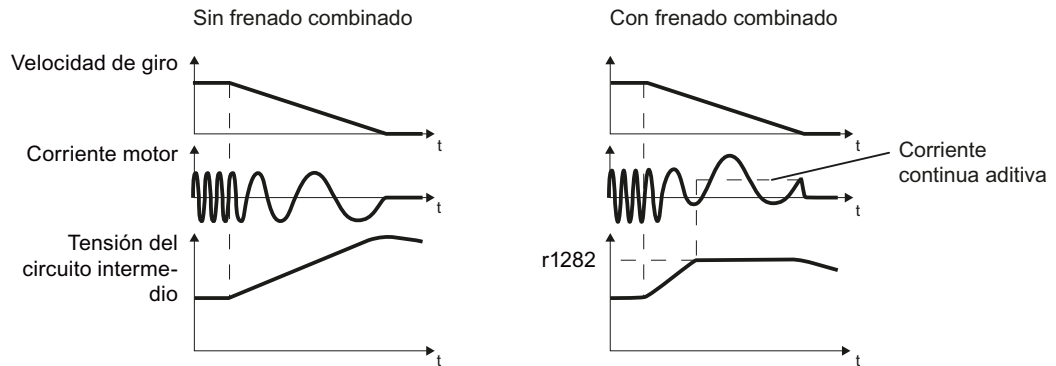 Sin frenado combinado
Con frenado combinado
Velocidad de giro
t
t
Corriente motor
t
t
Corriente
continua aditiva
Tensión del
circuito interme-
dio
t
r1282
t